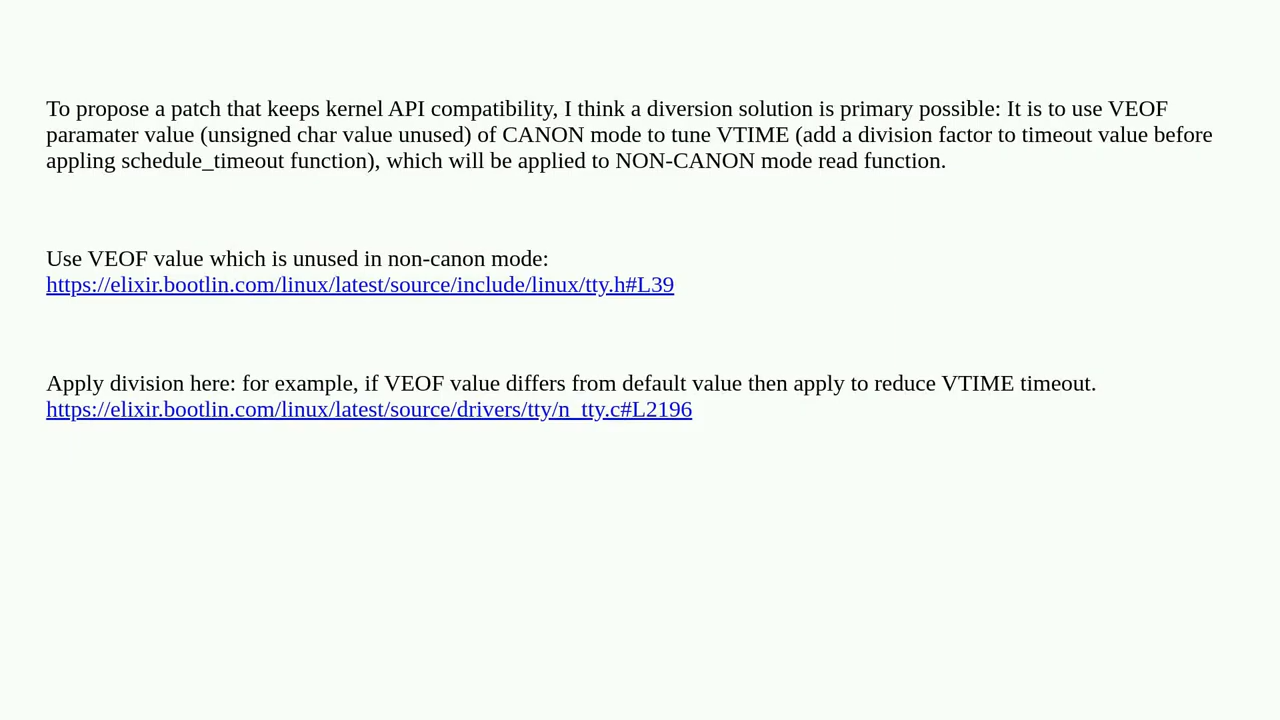 To propose a patch that keeps kernel API compatibility, I think a diversion solution is primary possible: It is to use VEOF
paramater value (unsigned char value unused) of CANON mode to tune VTIME (add a division factor to timeout value before
appling schedule_timeout function), which will be applied to NON-CANON mode read function.
Use VEOF value which is unused in non-canon mode:
https://elixir.bootlin.com/linux/latest/source/include/linux/tty.h#L39
Apply division here: for example, if VEOF value differs from default value then apply to reduce VTIME timeout.
https://elixir.bootlin.com/linux/latest/source/drivers/tty/n_tty.c#L2196